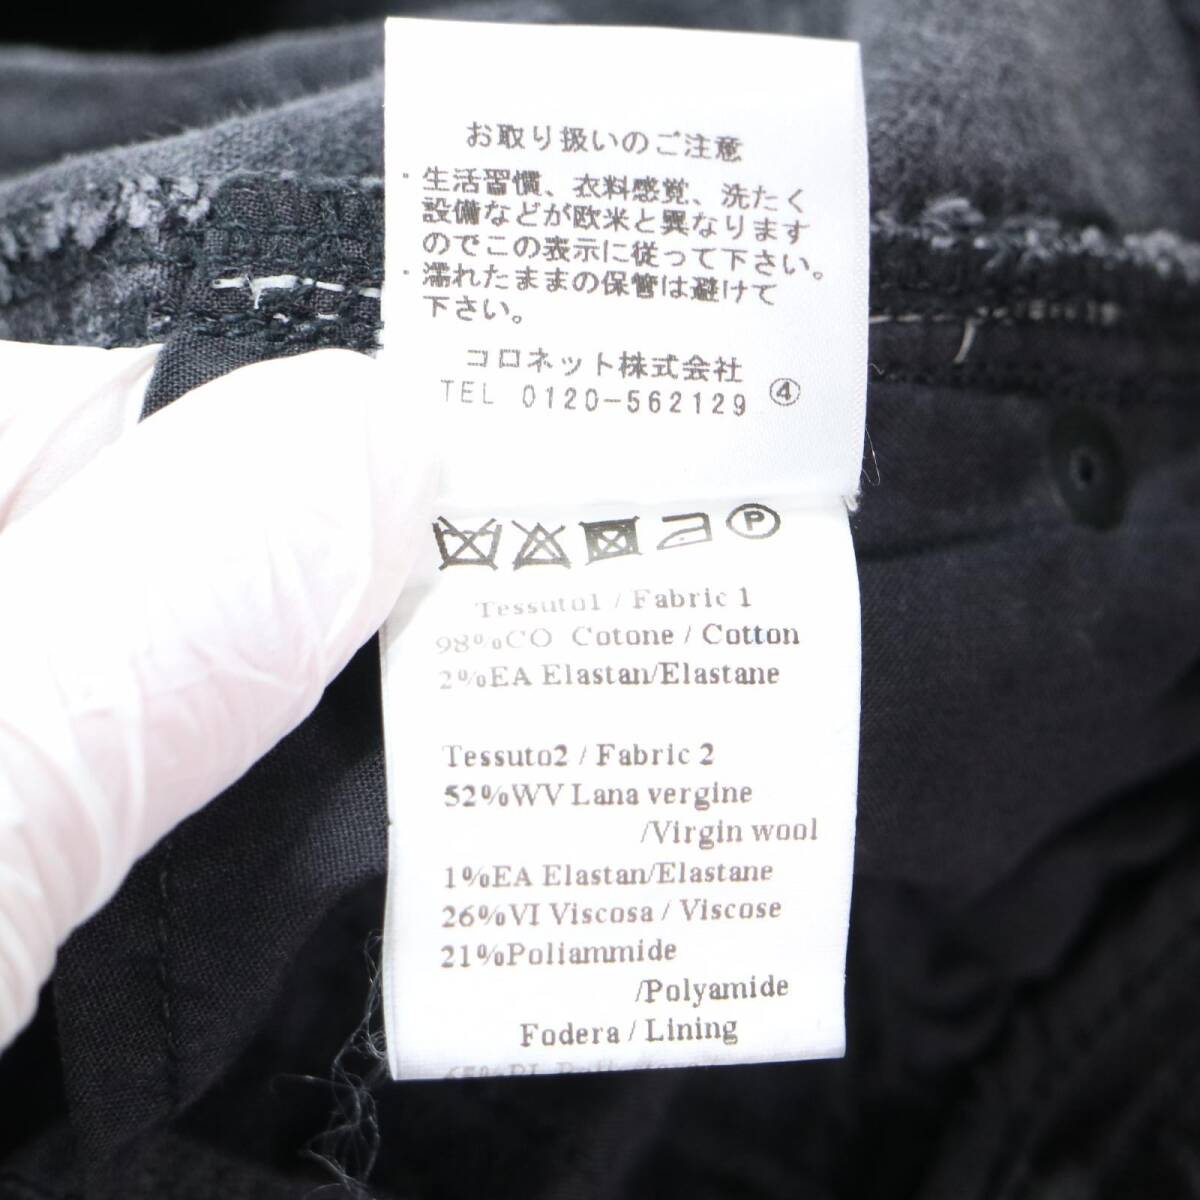 お取り扱いのご注意
・生活習慣、衣料感覚、洗たく
設備などが欧米と異なります
のでこの表示に従って下さい。
・濡れたままの保管は避けて
下さい。
コロネット株式会社
TEL 0120-562129 ④
P
Tessuto1 / Fabric 1
98%CO Cotone / Cotton
2%EA Elastan/Elastane
Tessuto2 / Fabric 2
52%WV Lana vergine
/Virgin wool
1%EA Elastan/Elastane
26%VI Viscosa / Viscose
21%Poliammide
/Polyamide
Fodera / Lining
65%PL